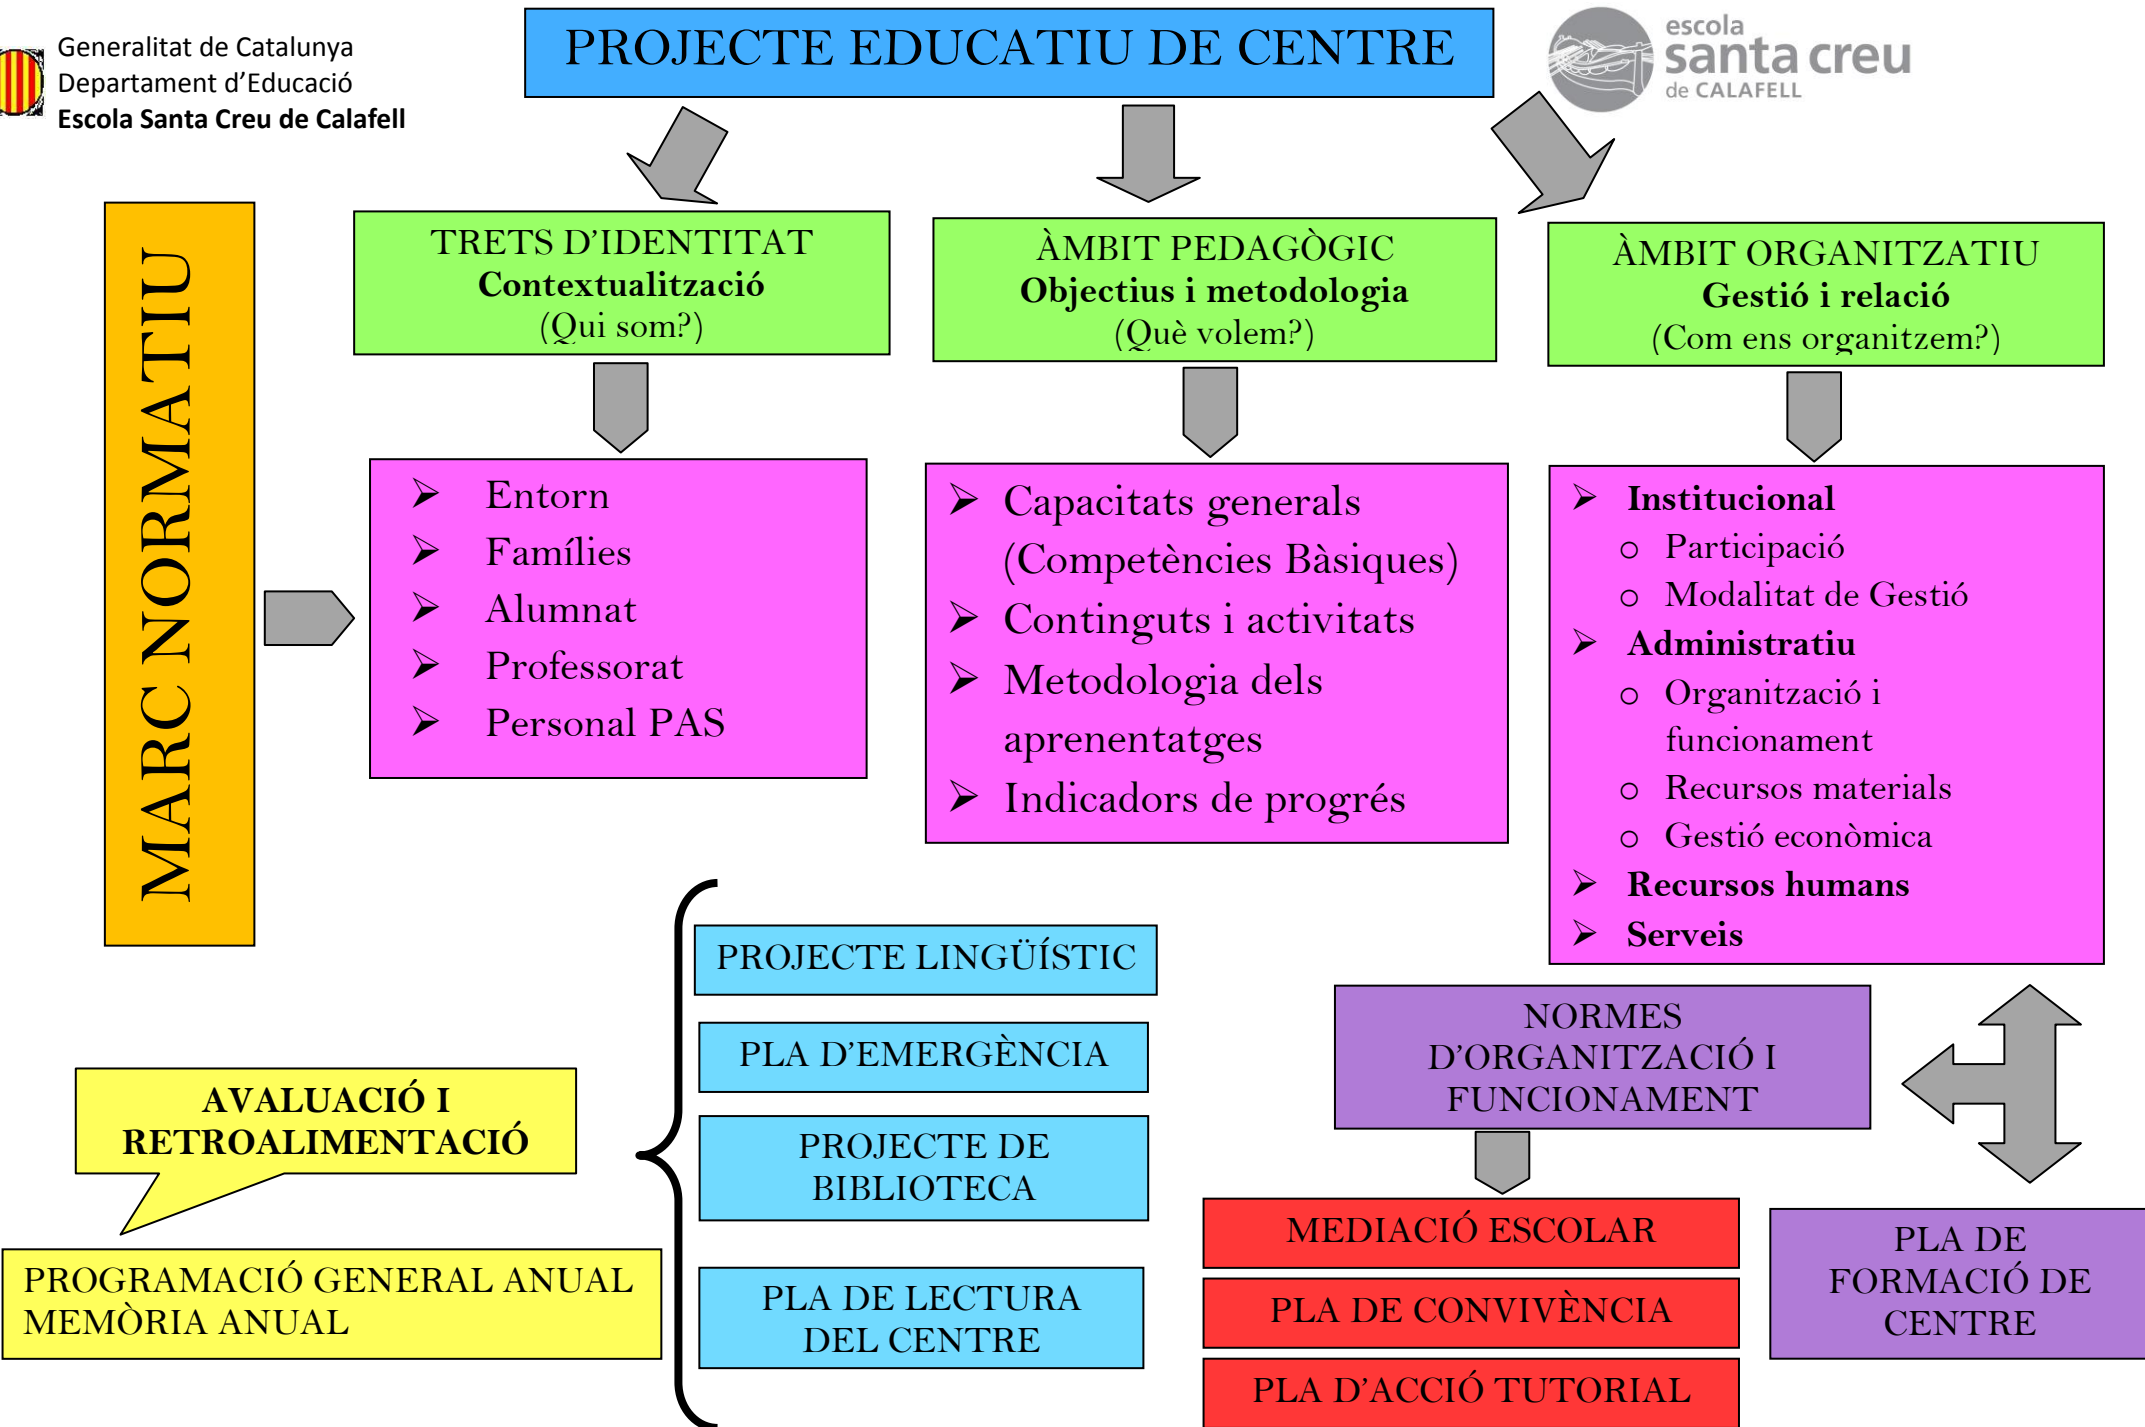 Generalitat de Catalunya
Departament d’Educació
Escola Santa Creu de Calafell
PROJECTE EDUCATIU DE CENTRE
escola
santa creu
de CALAFELL
MARC NORMATIU
TRETS D’IDENTITAT
Contextualització
(Qui som?)
ÀMBIT PEDAGÒGIC
Objectius i metodologia
(Què volem?)
ÀMBIT ORGANITZATIU
Gestió i relació
(Com ens organitzem?)
Entorn
Famílies
Alumnat
Professorat
Personal PAS
Capacitats generals
(Competències Bàsiques)
Continguts i activitats
Metodologia dels
aprenentatges
Indicadors de progrés
Institucional
Participació
Modalitat de Gestió
Administratiu
Organització i
funcionament
Recursos materials
Gestió econòmica
Recursos humans
Serveis
PROJECTE LINGÜÍSTIC
PLA D’EMERGÈNCIA
PROJECTE DE
BIBLIOTECA
PLA DE LECTURA
DEL CENTRE
AVALUACIÓ I
RETROALIMENTACIÓ
PROGRAMACIÓ GENERAL ANUAL
MEMÒRIA ANUAL
NORMES
D’ORGANITZACIÓ I
FUNCIONAMENT
MEDIACIÓ ESCOLAR
PLA DE CONVIVÈNCIA
PLA D’ACCIÓ TUTORIAL
PLA DE
FORMACIÓ DE
CENTRE